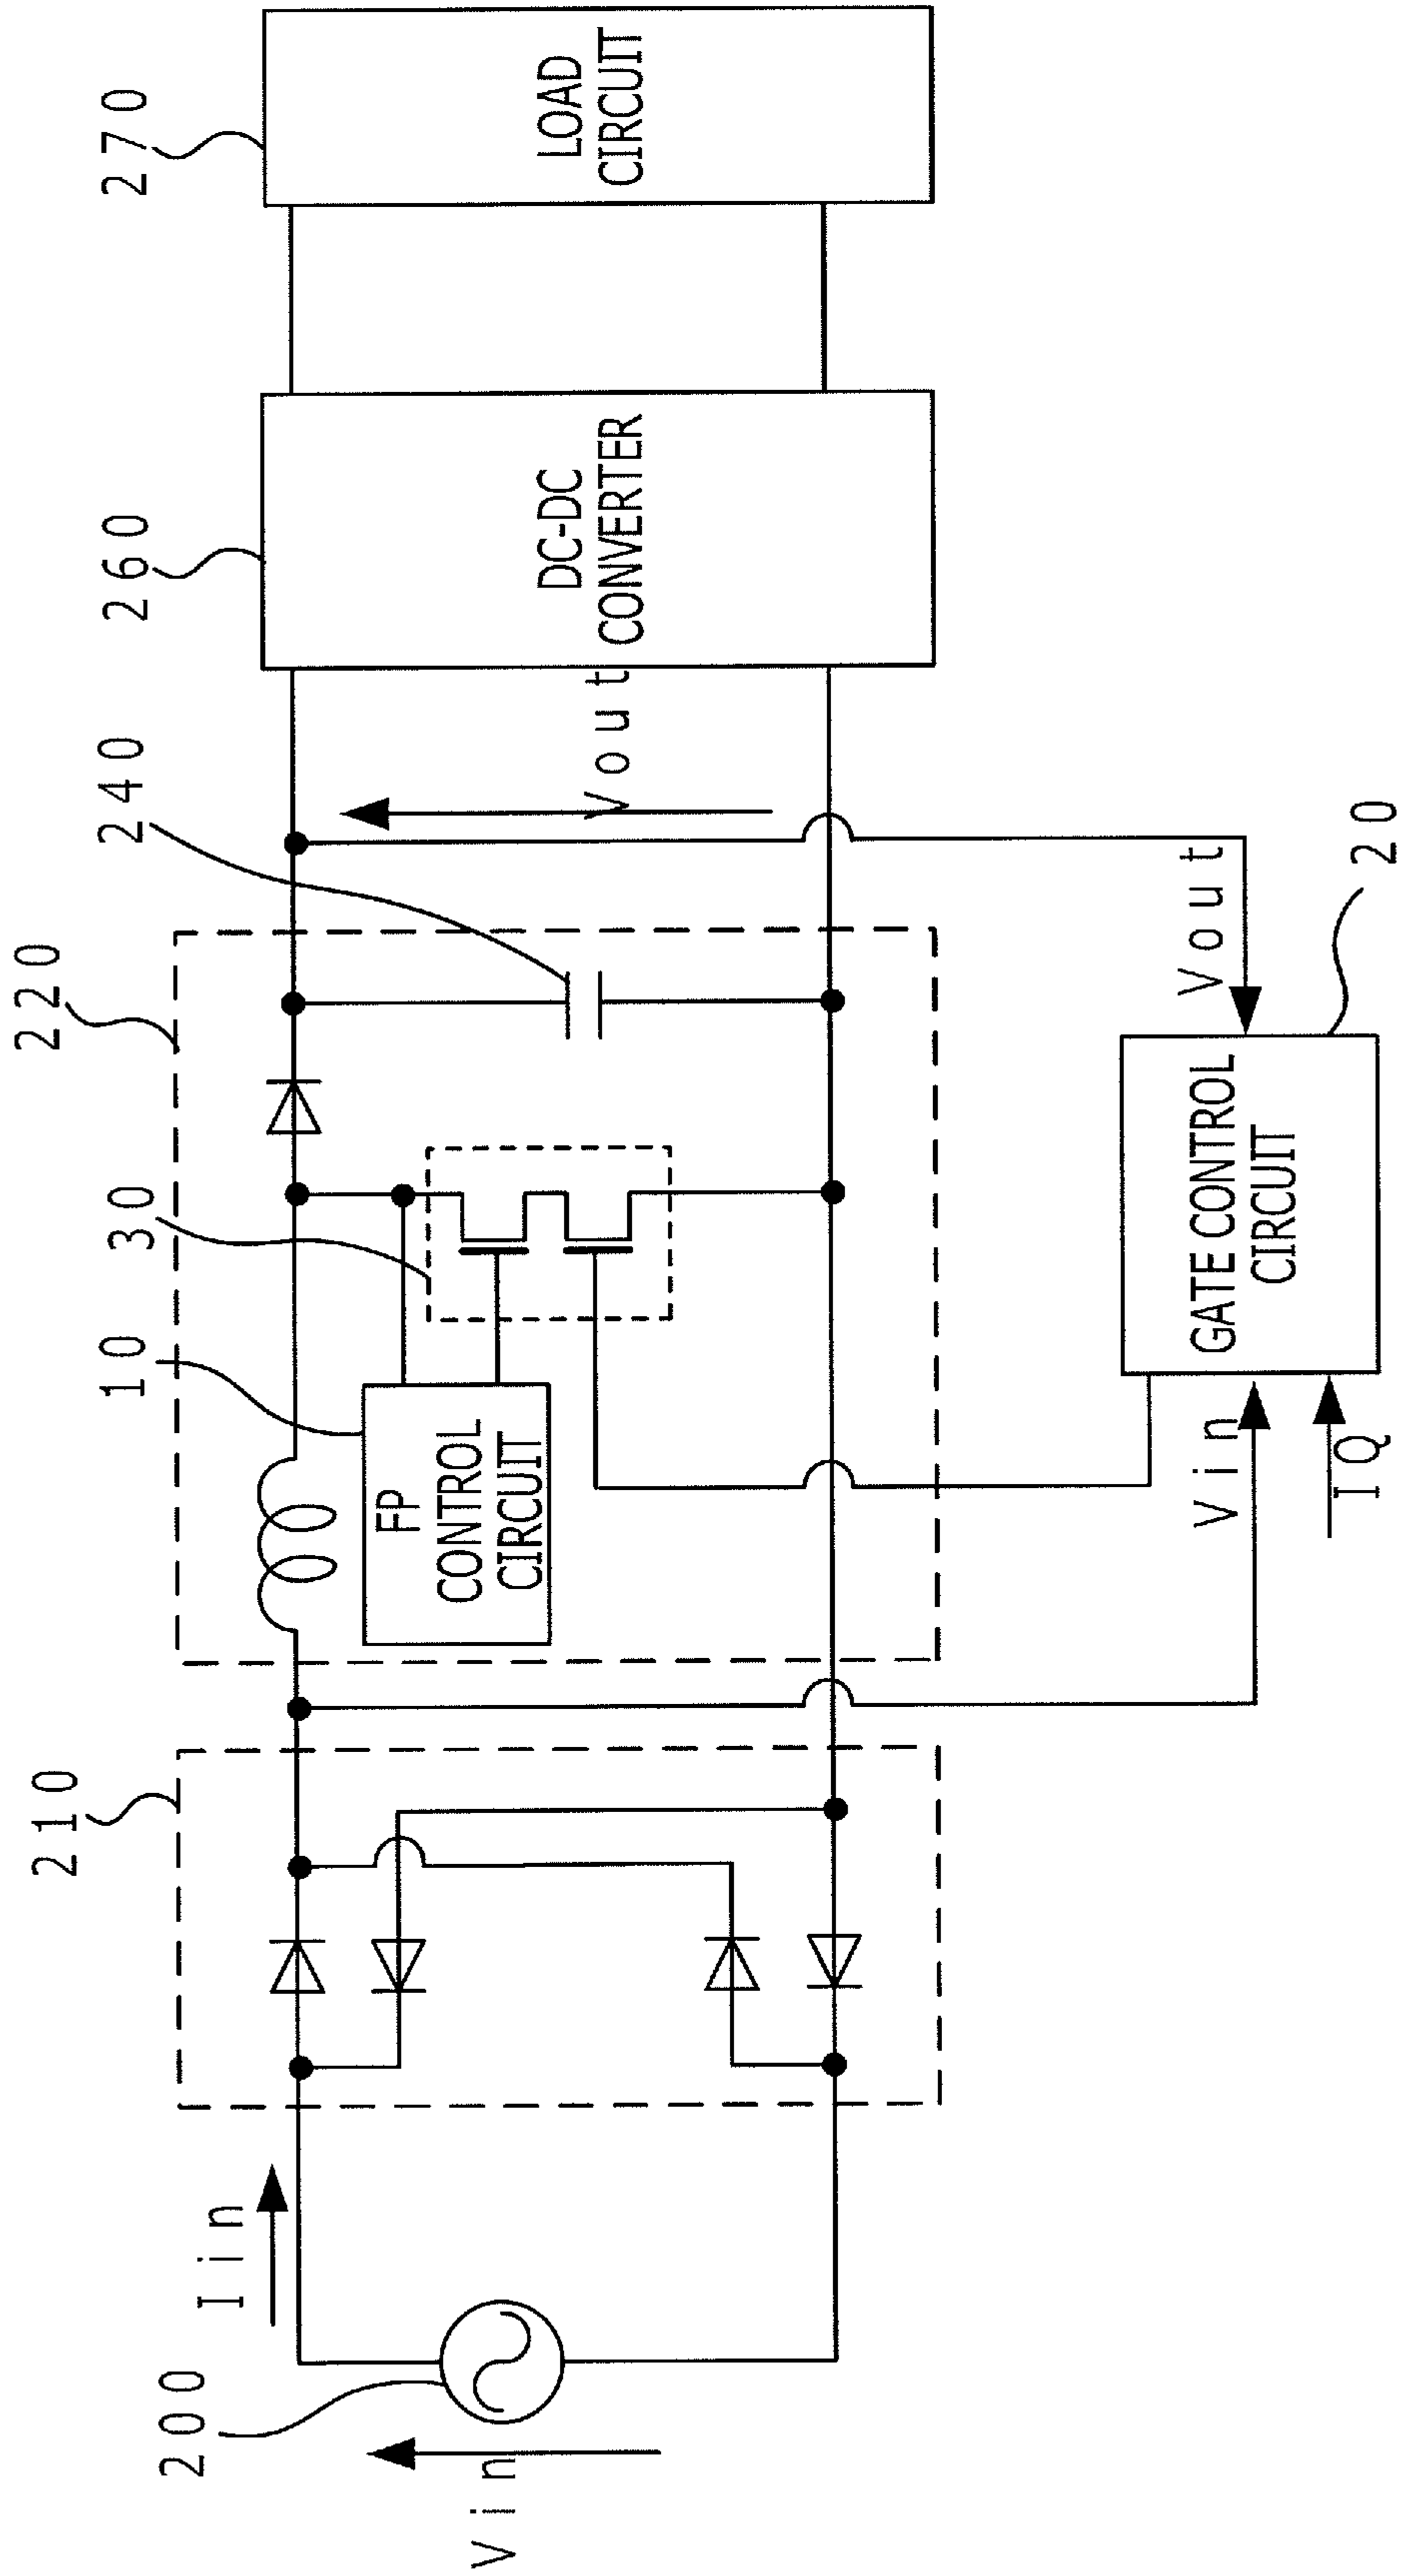 220
210
10
30
240
260
270
200
Iin
Vin
FP
CONTROL
CIRCUIT
Vout
DC-DC
CONVERTER
LOAD
CIRCUIT
Vin
IQ
GATE CONTROL
CIRCUIT
Vout
20